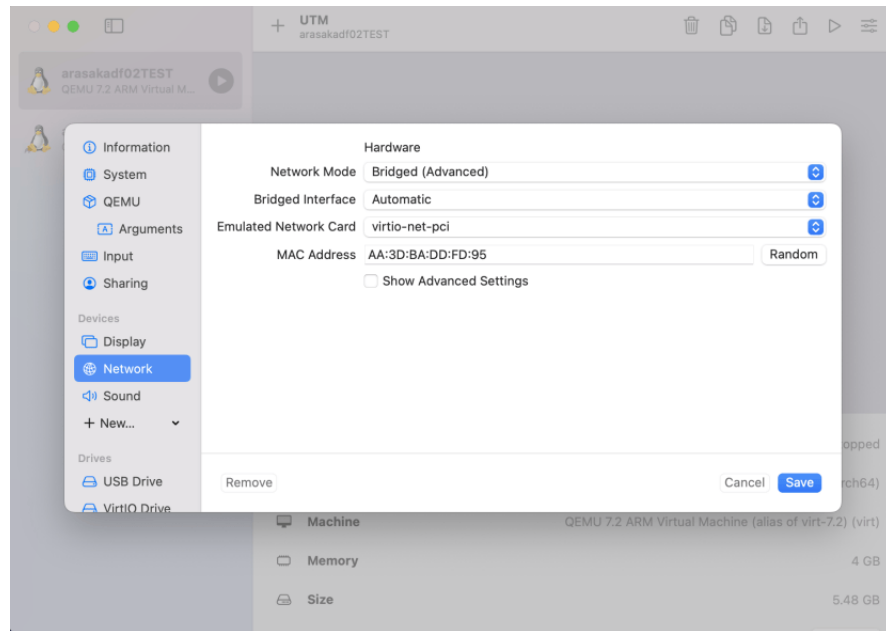 UTM
arasakadf02TEST
arasakadf02TEST
QEMU 7.2 ARM Virtual M...
Information
System
QEMU
Arguments
Input
Sharing
Devices
Display
Network
Sound
New...
Drives
USB Drive
VirtIO Drive
Hardware
Network Mode Bridged (Advanced)
Bridged Interface Automatic
Emulated Network Card virtio-net-pci
MAC Address AA:3D:BA:DD:FD:95 Random
Show Advanced Settings
Remove Cancel Save
Machine QEMU 7.2 ARM Virtual Machine (alias of virt-7.2) (virt)
Memory 4 GB
Size 5.48 GB